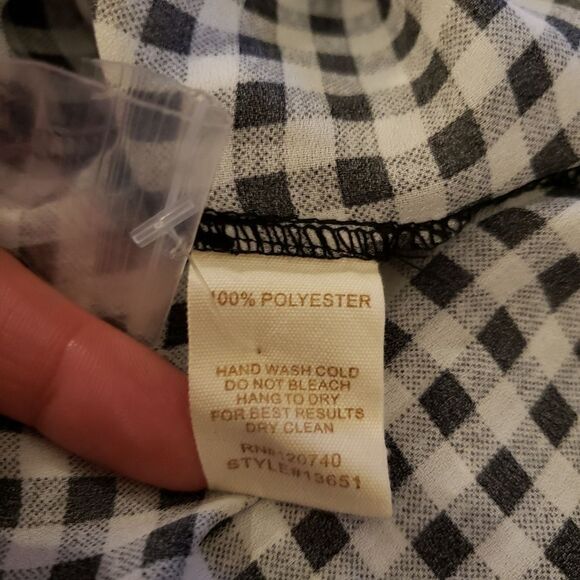 100% POLYESTER
HAND WASH COLD
DO NOT BLEACH
HANG TO DRY
FOR BEST RESULTS
DRY CLEAN
RN#120740
STYLE#13651